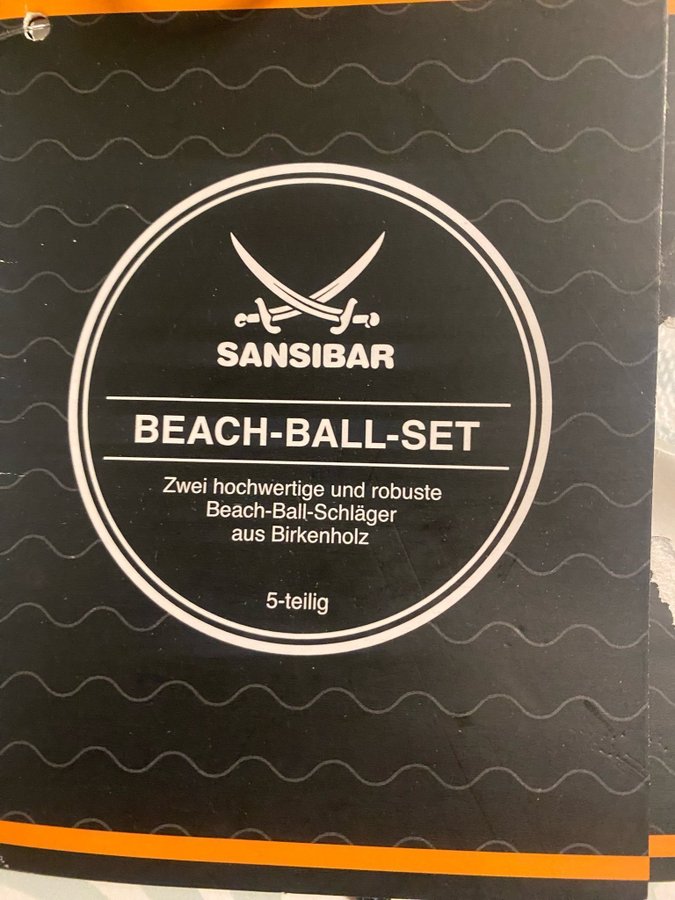 SANSIBAR
BEACH-BALL-SET
Zwei hochwertige und robuste
Beach-Ball-Schläger
aus Birkenholz
5-teilig